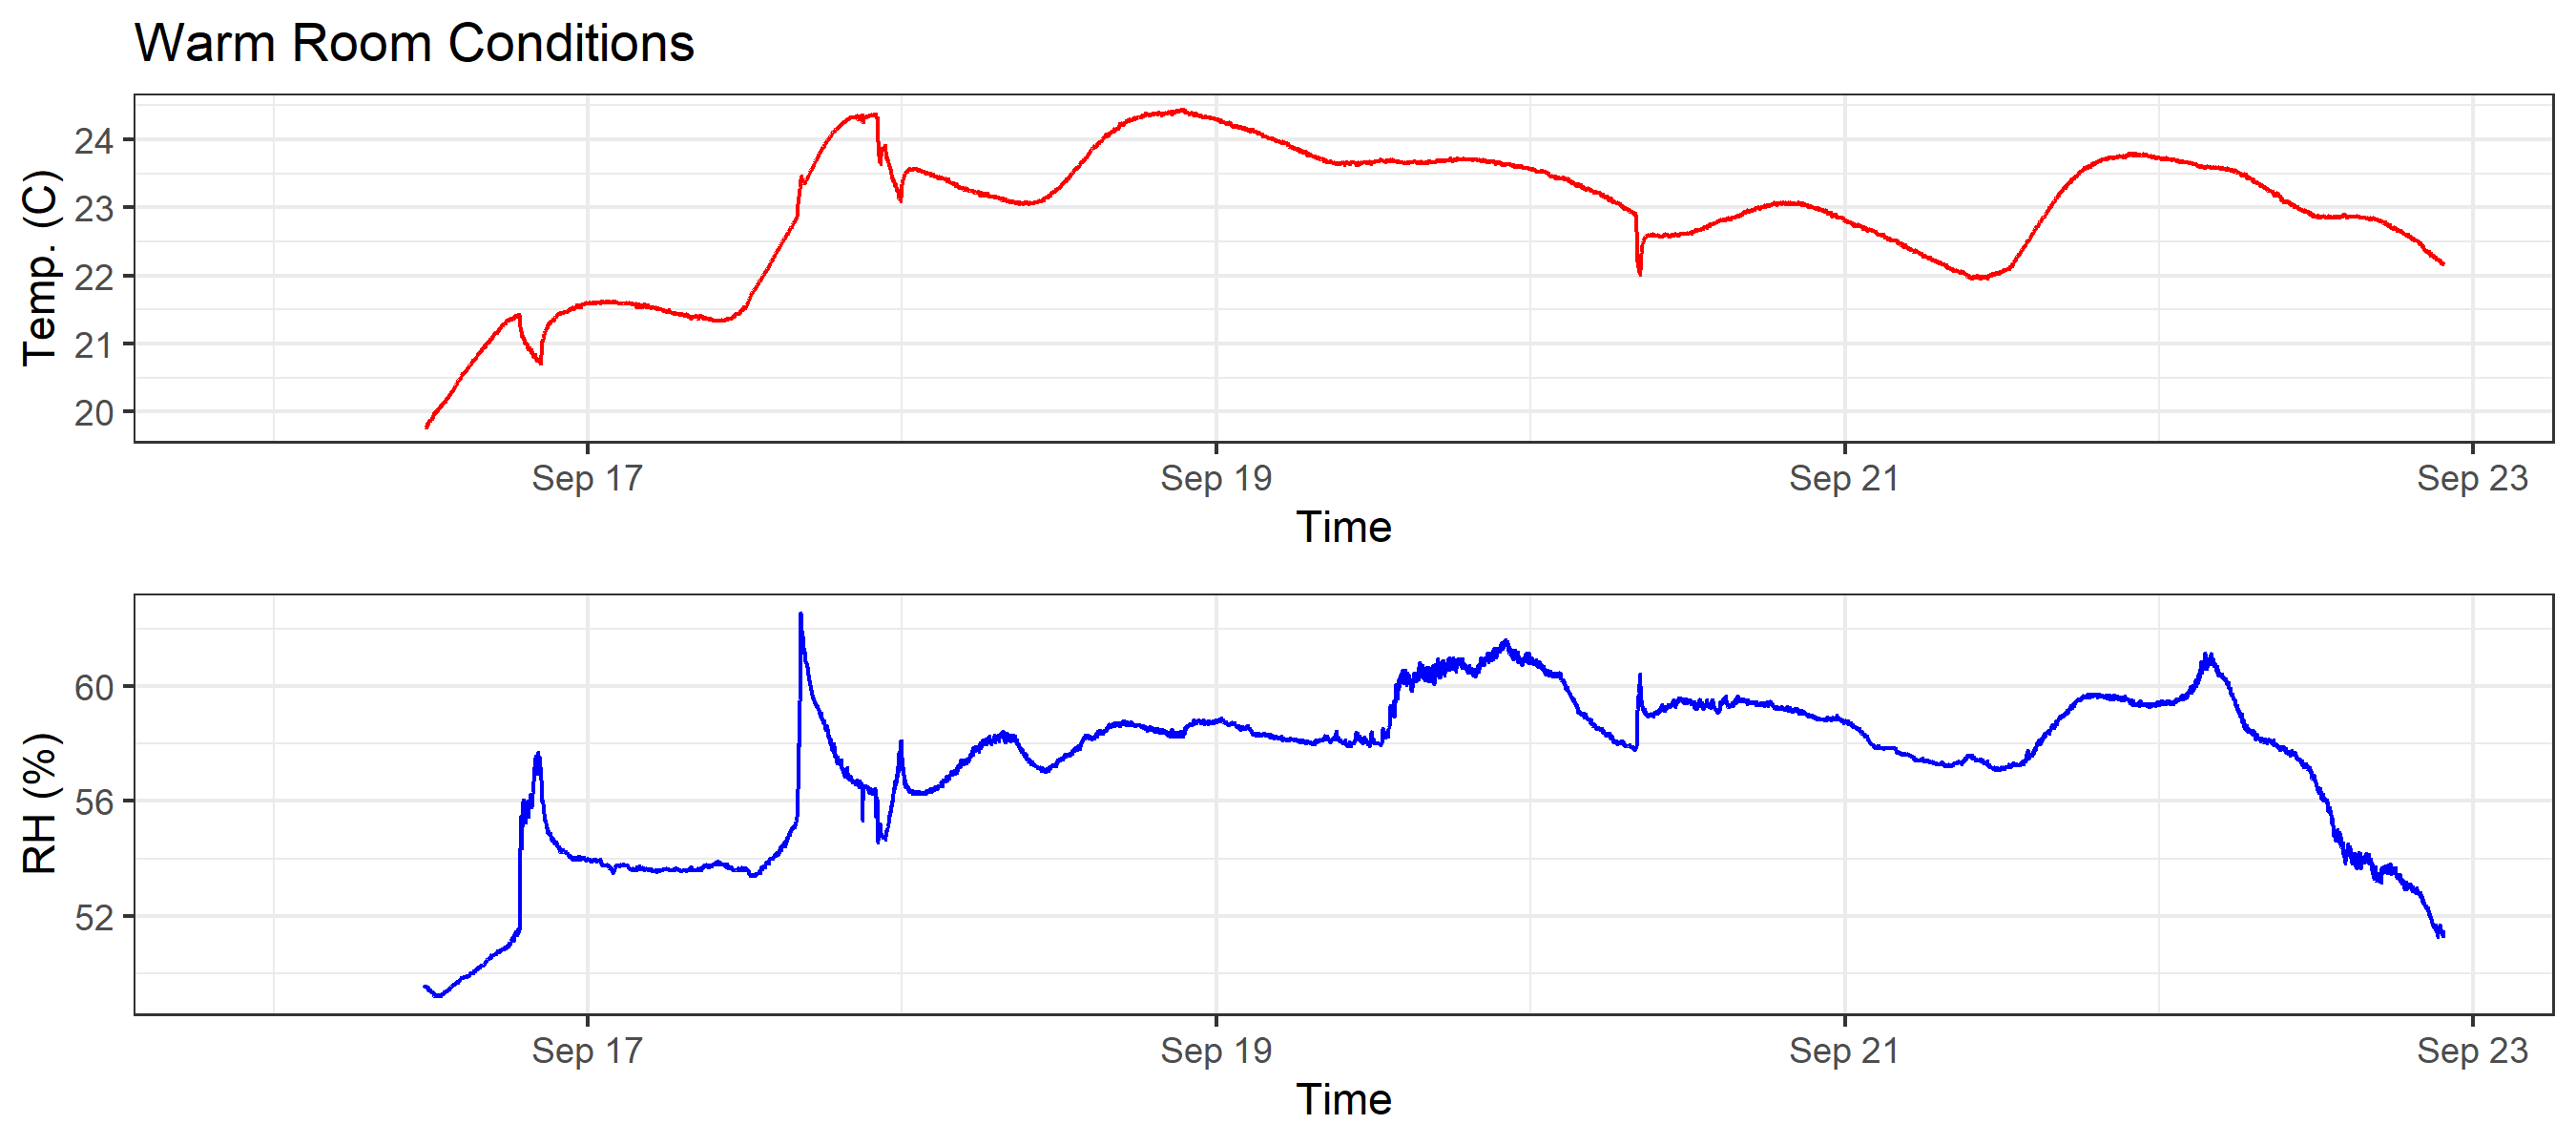 Warm Room Conditions
24
23
22
21
20
Temp. (C)
Sep 17 Sep 19 Sep 21 Sep 23
Time
60
56
52
RH (%)
Sep 17 Sep 19 Sep 21 Sep 23
Time